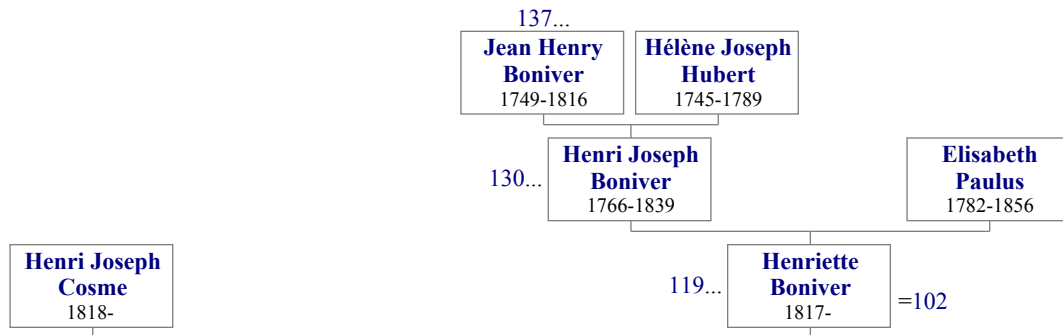 137...
Jean Henry
Boniver
1749-1816
Hélène Joseph
Hubert
1745-1789
130...
Henri Joseph
Boniver
1766-1839
Elisabeth
Paulus
1782-1856
Henri Joseph
Cosme
1818-
119...
Henriette
Boniver
1817-
=102